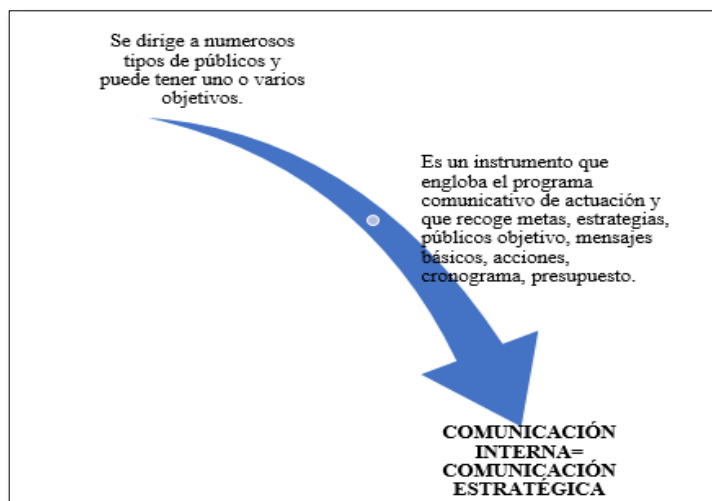 Se dirige a numerosos
tipos de públicos y
puede tener uno o varios
objetivos.
Es un instrumento que
engloba el programa
comunicativo de actuación y
que recoge metas, estrategias,
públicos objetivo, mensajes
básicos, acciones,
cronograma, presupuesto.
COMUNICACIÓN
INTERNA=
COMUNICACIÓN
ESTRATÉGICA